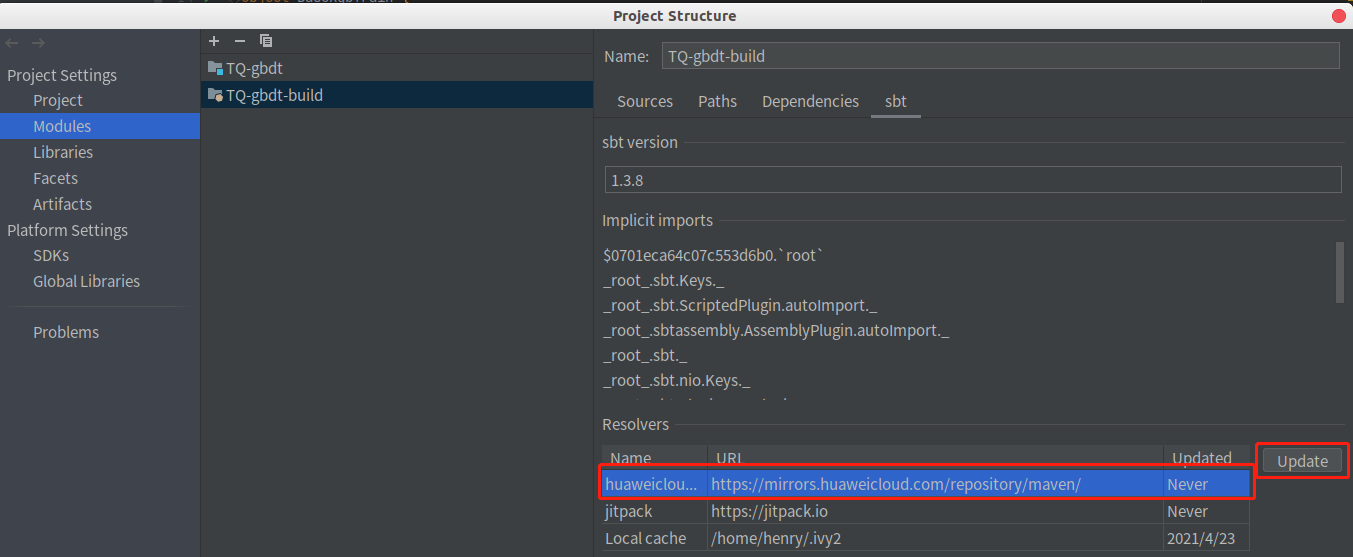 Project Structure
Project Settings
Project
Modules
Libraries
Facets
Artifacts
Platform Settings
SDKs
Global Libraries
Problems
TQ-gbdt
TQ-gbdt-build
Name: TQ-gbdt-build
Sources Paths Dependencies sbt
sbt version
1.3.8
Implicit imports
$0701eca64c07c553d6b0.`root`
_root_.sbt.Keys._
_root_.sbt.ScriptedPlugin.autoImport._
_root_.sbtassembly.AssemblyPlugin.autoImport._
_root_.sbt._
_root_.sbt.nio.Keys._
Resolvers
Name URL Updated
huaweiclou... https://mirrors.huaweicloud.com/repository/maven/ Never
jitpack https://jitpack.io Never
Local cache /home/henry/.ivy2 2021/4/23
Update